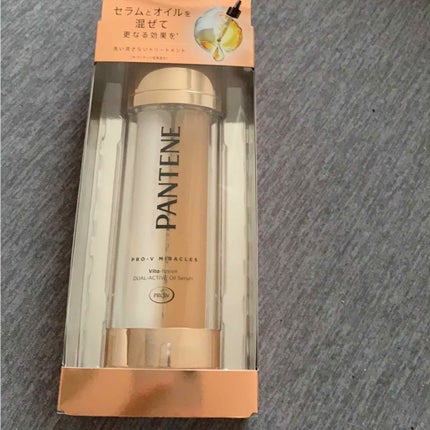 セラムとオイルを
混ぜて
更なる効果を*
洗い流さないトリートメント
PANTENE
PRO-V MIRACLES
Vita-fusion
DUAL-ACTIVE Oil Serum
PRO-V